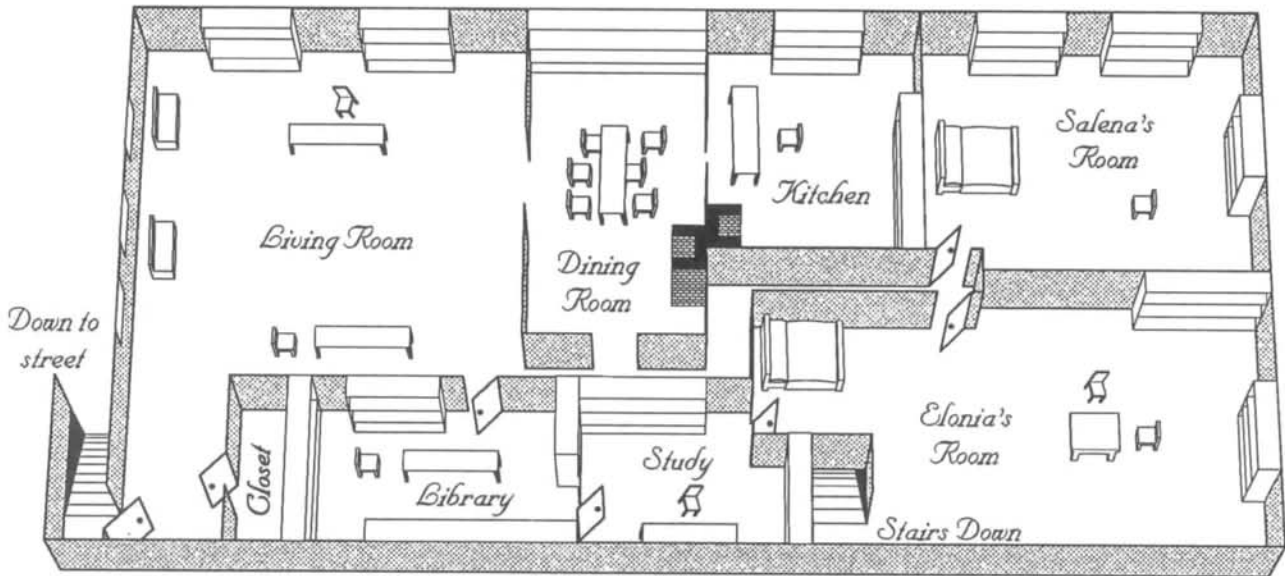 Salena's
Room
Kitchen
Living Room
Dining
Room
Down to
street
Elonia's
Room
Study
Closet
Library
Stairs Down